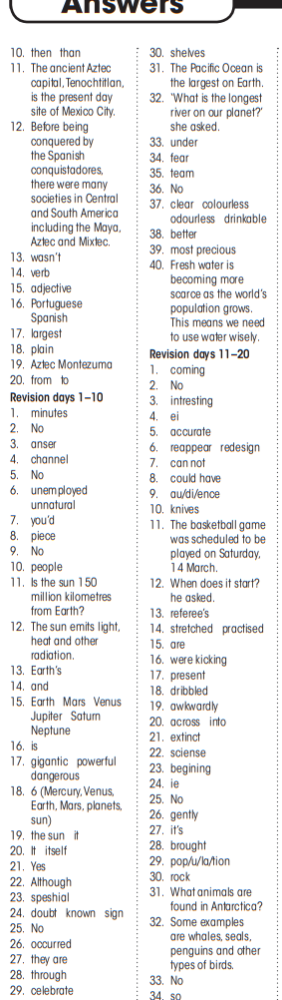 Answers
10. then than
11. The ancient Aztec
capital, Tenochtitlan,
is the present day
site of Mexico City.
12. Before being
conquered by
the Spanish
conquistadores,
there were many
societies in Central
and South America
including the Maya,
Aztec and Mixtec.
13. wasn't
14. verb
15. adjective
16. Portuguese
Spanish
17. largest
18. plain
19. Aztec Montezuma
20. from to
Revision days 1–10
1. minutes
2. No
3. anser
4. channel
5. No
6. unemployed
unnatural
7. you'd
8. piece
9. No
10. people
11. Is the sun 150
million kilometres
from Earth?
12. The sun emits light,
heat and other
radiation.
13. Earth's
14. and
15. Earth Mars Venus
Jupiter Saturn
Neptune
16. is
17. gigantic powerful
dangerous
18. 6 (Mercury, Venus,
Earth, Mars, planets,
sun)
19. the sun it
20. It itself
21. Yes
22. Although
23. speshial
24. doubt known sign
25. No
26. occurred
27. they are
28. through
29. celebrate
30. shelves
31. The Pacific Ocean is
the largest on Earth.
32. 'What is the longest
river on our planet?'
she asked.
33. under
34. fear
35. team
36. No
37. clear colourless
odourless drinkable
38. better
39. most precious
40. Fresh water is
becoming more
scarce as the world's
population grows.
This means we need
to use water wisely.
Revision days 11–20
1. coming
2. No
3. intresting
4. ei
5. accurate
6. reappear redesign
7. can not
8. could have
9. au/di/ence
10. knives
11. The basketball game
was scheduled to be
played on Saturday,
14 March.
12. When does it start?
he asked.
13. referee's
14. stretched practised
15. are
16. were kicking
17. present
18. dribbled
19. awkwardly
20. across into
21. extinct
22. sciense
23. begining
24. ie
25. No
26. gently
27. it's
28. brought
29. pop/u/la/tion
30. rock
31. What animals are
found in Antarctica?
32. Some examples
are whales, seals,
penguins and other
types of birds.
33. No
34. so